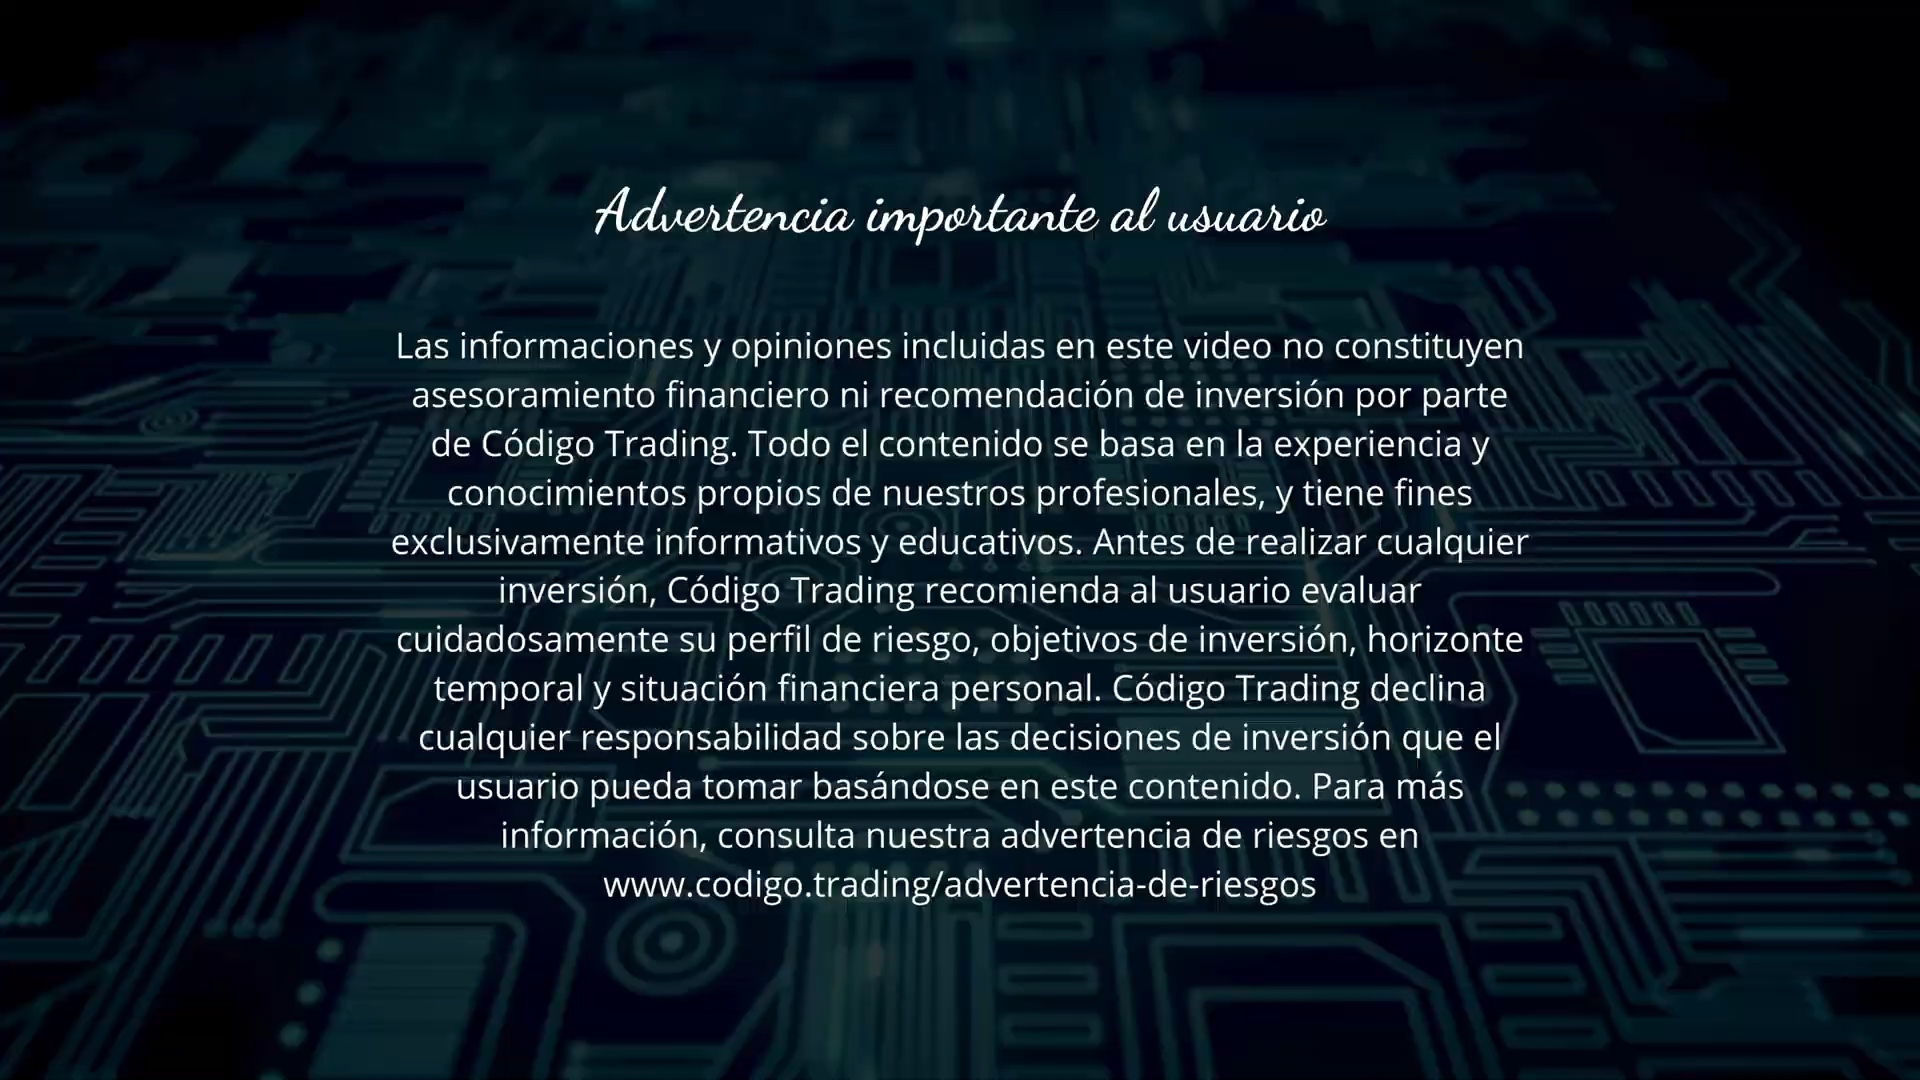 Advertencia importante al usuario
Las informaciones y opiniones incluidas en este video no constituyen
asesoramiento financiero ni recomendación de inversión por parte
de Código Trading. Todo el contenido se basa en la experiencia y
conocimientos propios de nuestros profesionales, y tiene fines
exclusivamente informativos y educativos. Antes de realizar cualquier
inversión, Código Trading recomienda al usuario evaluar
cuidadosamente su perfil de riesgo, objetivos de inversión, horizonte
temporal y situación financiera personal. Código Trading declina
cualquier responsabilidad sobre las decisiones de inversión que el
usuario pueda tomar basándose en este contenido. Para más
información, consulta nuestra advertencia de riesgos en
www.codigo.trading/advertencia-de-riesgos